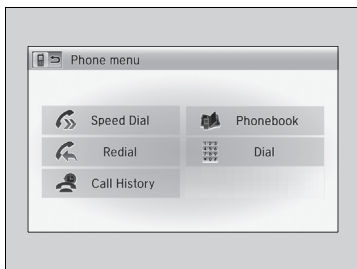 Phone menu
Speed Dial
Phonebook
Redial
Dial
Call History